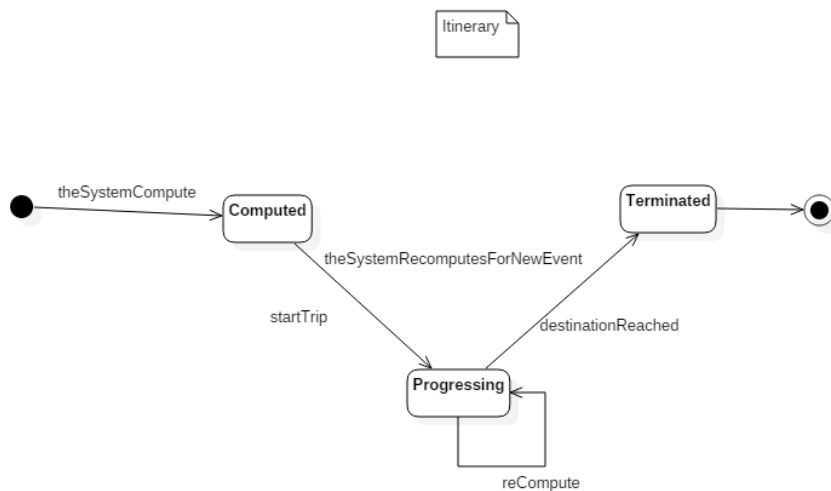 Itinerary
theSystemCompute
Computed
Terminated
theSystemRecomputesForNewEvent
startTrip
destinationReached
Progressing
reCompute